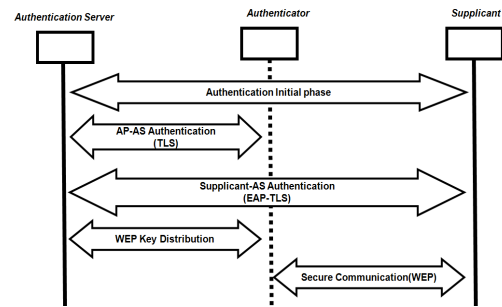 Authentication Server
Authenticator
Supplicant
Authentication Initial phase
AP-AS Authentication
(TLS)
Supplicant-AS Authentication
(EAP-TLS)
WEP Key Distribution
Secure Communication(WEP)